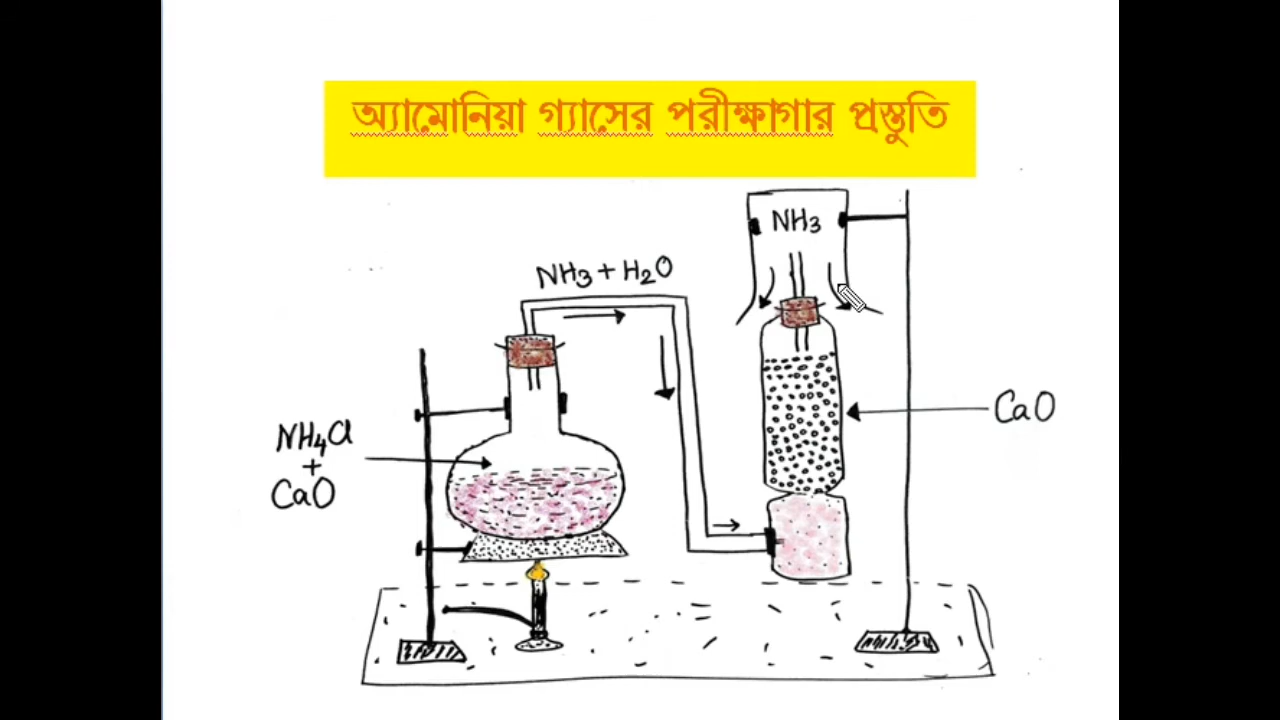 অ্যামোনিয়া গ্যাসের পরীক্ষাগার প্রস্তুতি
NH3
NH3 + H2O
CaO
NH4Cl
+
CaO